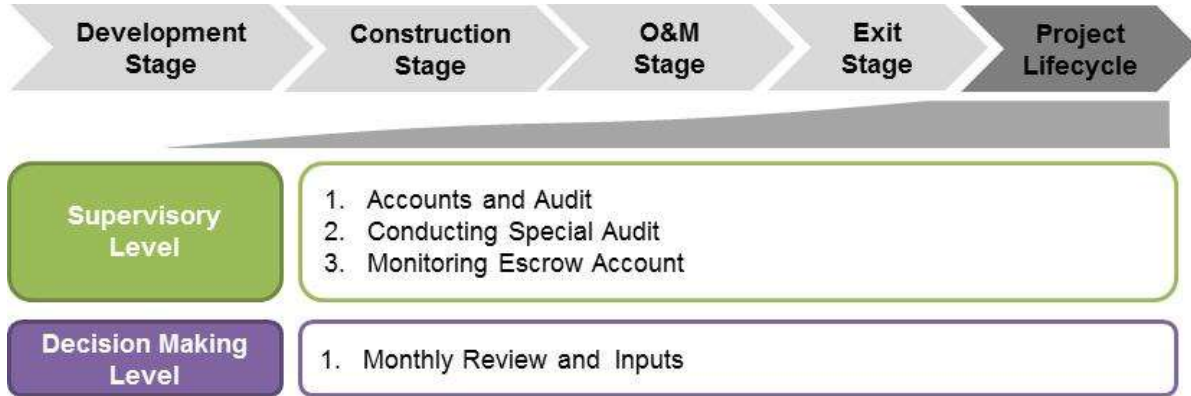 Development
Stage
Construction
Stage
O&M
Stage
Exit
Stage
Project
Lifecycle
Supervisory
Level
1. Accounts and Audit
2. Conducting Special Audit
3. Monitoring Escrow Account
Decision Making
Level
1. Monthly Review and Inputs